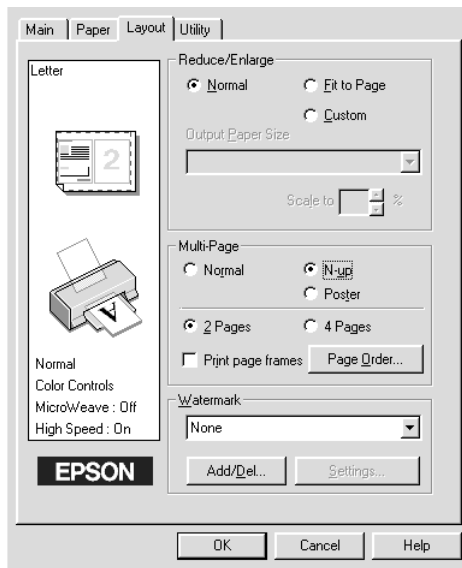 Main Paper Layout Utility
Letter
2
A
Normal
Color Controls
MicroWeave : Off
High Speed : On
EPSON
Reduce/Enlarge
Normal Fit to Page
Custom
Output Paper Size
Scale to %
Multi-Page
Normal N-up
Poster
2 Pages 4 Pages
Print page frames Page Order...
Watermark
None
Add/Del... Settings...
OK Cancel Help